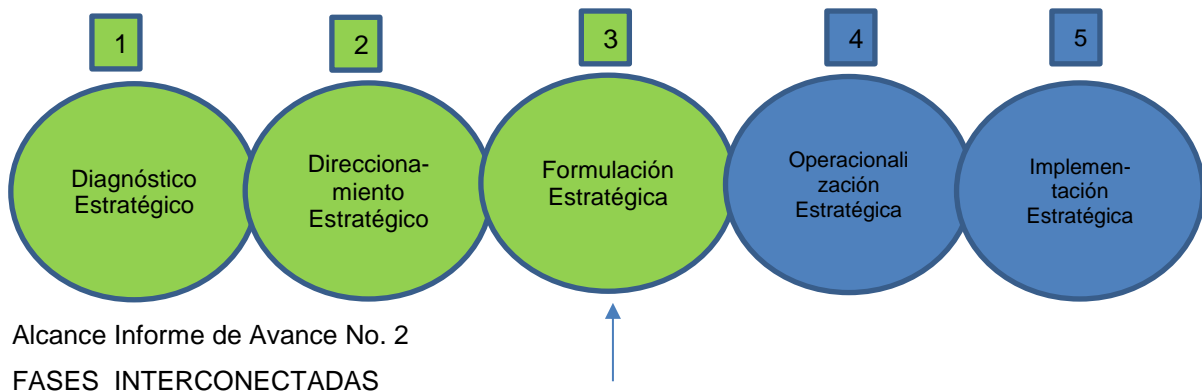 1
2
3
4
5
Diagnóstico
Estratégico
Direcciona-
miento
Estratégico
Formulación
Estratégica
Operacionali
zación
Estratégica
Implemen-
tación
Estratégica
Alcance Informe de Avance No. 2
FASES INTERCONECTADAS